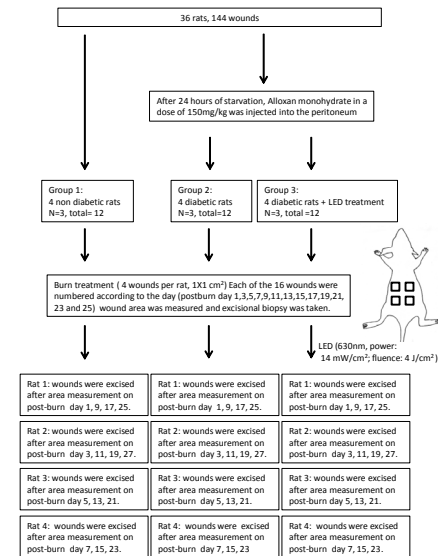 36 rats, 144 wounds
After 24 hours of starvation, Alloxan monohydrate in a
dose of 150mg/kg was injected into the peritoneum
Group 1:
4 non diabetic rats
N=3, total= 12
Group 2:
4 diabetic rats
N=3, total=12
Group 3:
4 diabetic rats + LED treatment
N=3, total =12
Burn treatment ( 4 wounds per rat, 1X1 cm²) Each of the 16 wounds were
numbered according to the day (postburn day 1,3,5,7,9,11,13,15,17,19,21,
23 and 25) wound area was measured and excisional biopsy was taken.
LED (630nm, power:
14 mW/cm²; fluence: 4 J/cm²)
Rat 1: wounds were excised
after area measurement on
post-burn day 1, 9, 17, 25.
Rat 1: wounds were excised
after area measurement on
post-burn day 1, 9, 17, 25.
Rat 1: wounds were excised
after area measurement on
post-burn day 1, 9, 17, 25.
Rat 2: wounds were excised
after area measurement on
post-burn day 3, 11, 19, 27.
Rat 2: wounds were excised
after area measurement on
post-burn day 3, 11, 19, 27.
Rat 2: wounds were excised
after area measurement on
post-burn day 3, 11, 19, 27.
Rat 3: wounds were excised
after area measurement on
post-burn day 5, 13, 21.
Rat 3: wounds were excised
after area measurement on
post-burn day 5, 13, 21.
Rat 3: wounds were excised
after area measurement on
post-burn day 5, 13, 21.
Rat 4: wounds were excised
after area measurement on
post-burn day 7, 15, 23.
Rat 4: wounds were excised
after area measurement on
post-burn day 7, 15, 23
Rat 4: wounds were excised
after area measurement on
post-burn day 7, 15, 23.